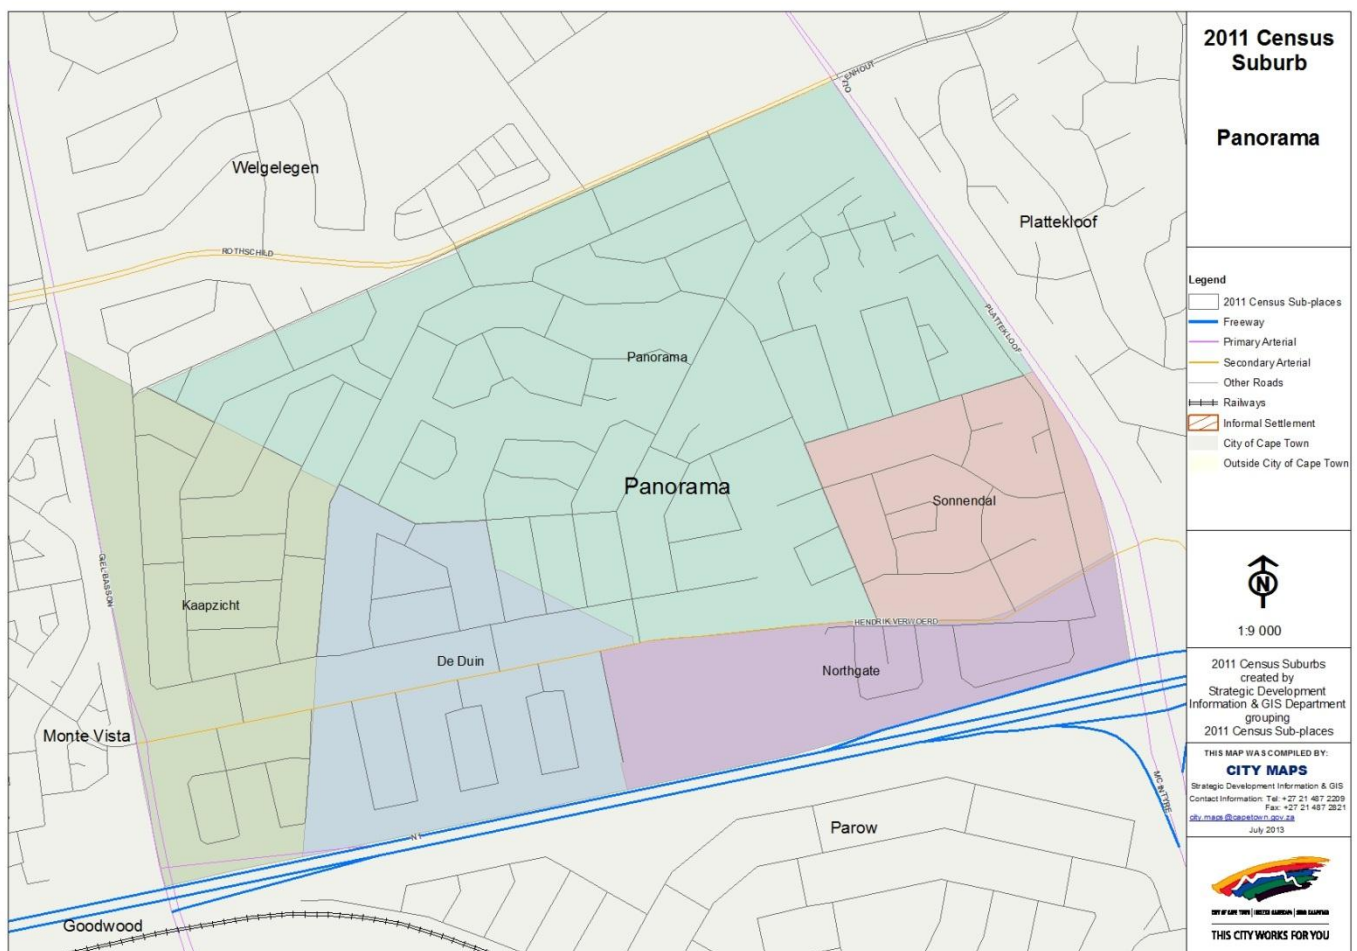 2011 Census
Suburb
Panorama
Legend
2011 Census Sub-places
Freeway
Primary Arterial
Secondary Arterial
Other Roads
Railways
Informal Settlement
City of Cape Town
Outside City of Cape Town
N
1:9 000
2011 Census Suburbs
created by
Strategic Development
Information & GIS Department
grouping
2011 Census Sub-places
THIS MAP WAS COMPILED BY:
CITY MAPS
Strategic Development Information & GIS
Contact Information: Tel: +27 21 487 2209
Fax: +27 21 487 2821
city.maps@capetown.gov.za
July 2013
THIS CITY WORKS FOR YOU
Welgelegen
Plattekloof
ROTHSCHILD
PLATTEKLOOF
Panorama
Panorama
Sonnendal
GIEL BASSON
Kaapzicht
HENDRIK VERWOERD
De Duin
Northgate
Monte Vista
MCINTYRE
N1
Parow
Goodwood